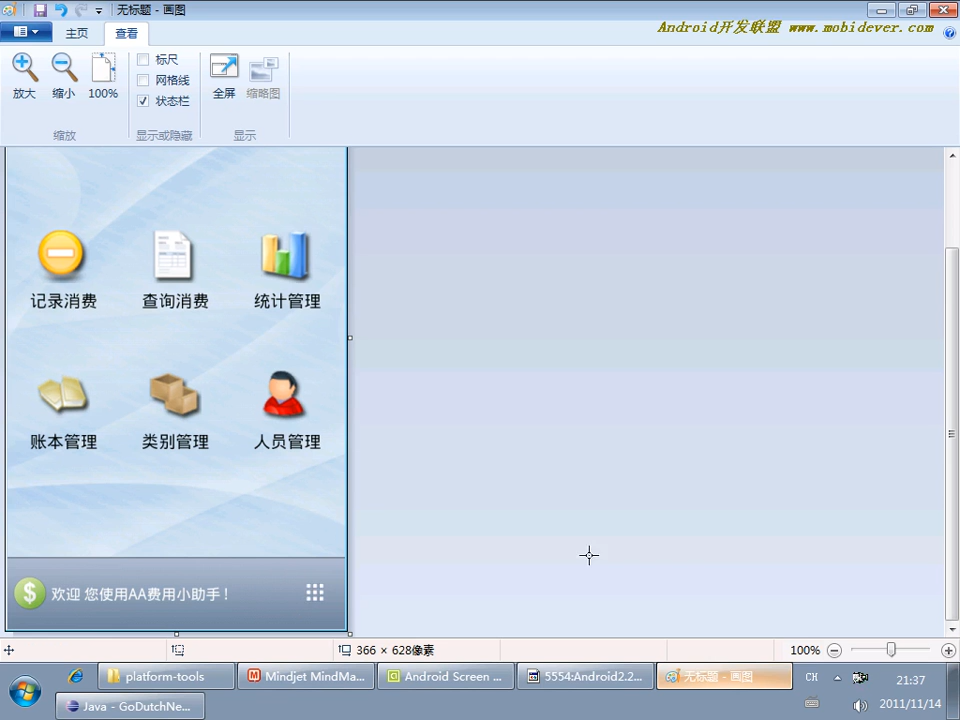 无标题 - 画图
主页
查看
Android开发联盟 www.mobidever.com
放大
缩小
100%
标尺
网格线
状态栏
全屏
缩略图
缩放
显示或隐藏
显示
记录消费
查询消费
统计管理
账本管理
类别管理
人员管理
$ 欢迎 您使用AA费用小助手！
366 × 628像素
100%
platform-tools
Mindjet MindMa...
Android Screen ...
5554:Android2.2...
无标题 - 画图
CH
21:37
Java - GoDutchNe...
2011/11/14